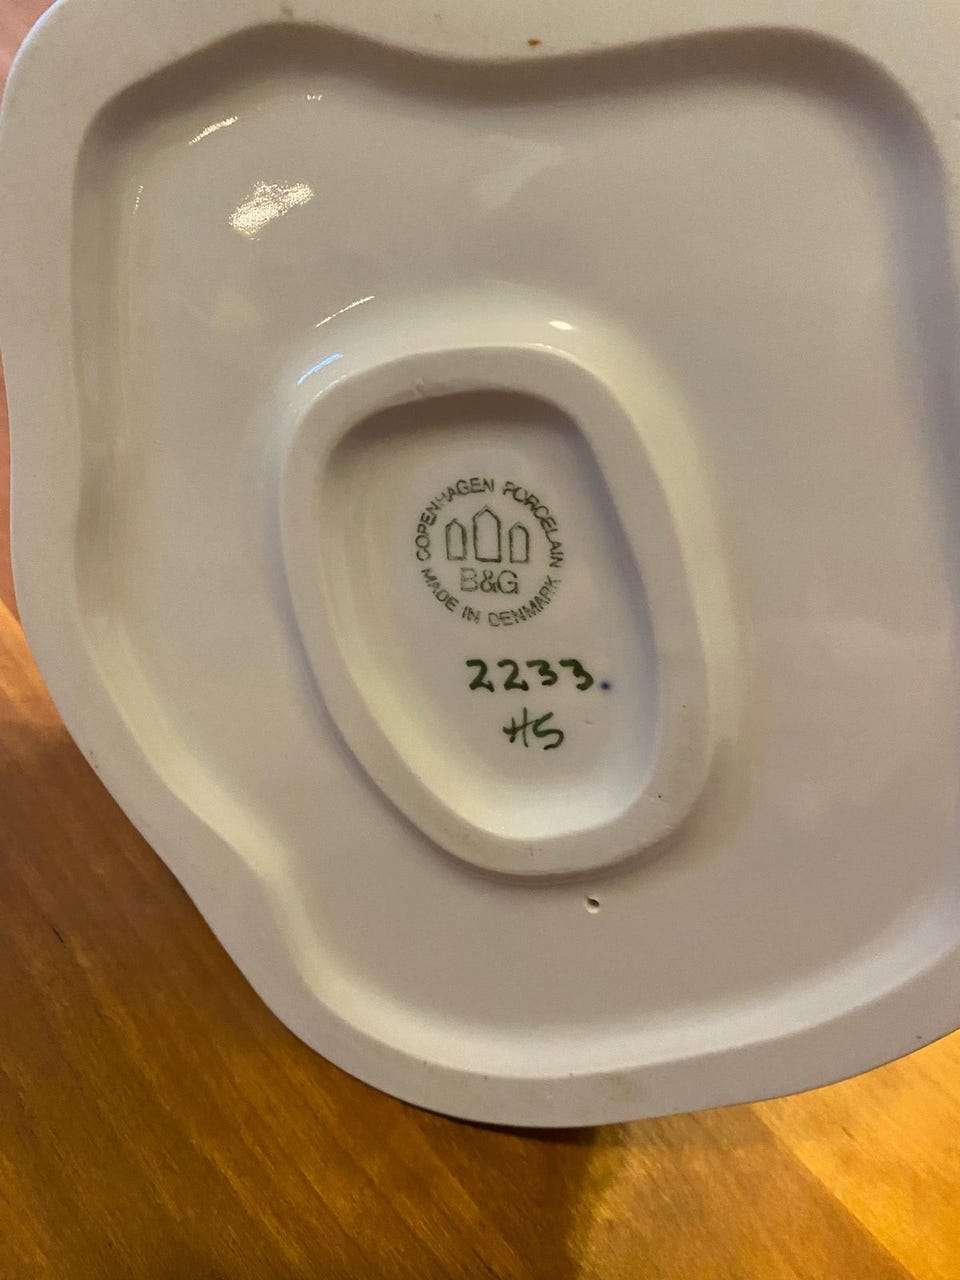 COPENHAGEN PORCELAIN
B&G
MADE IN DENMARK
2233.
HS